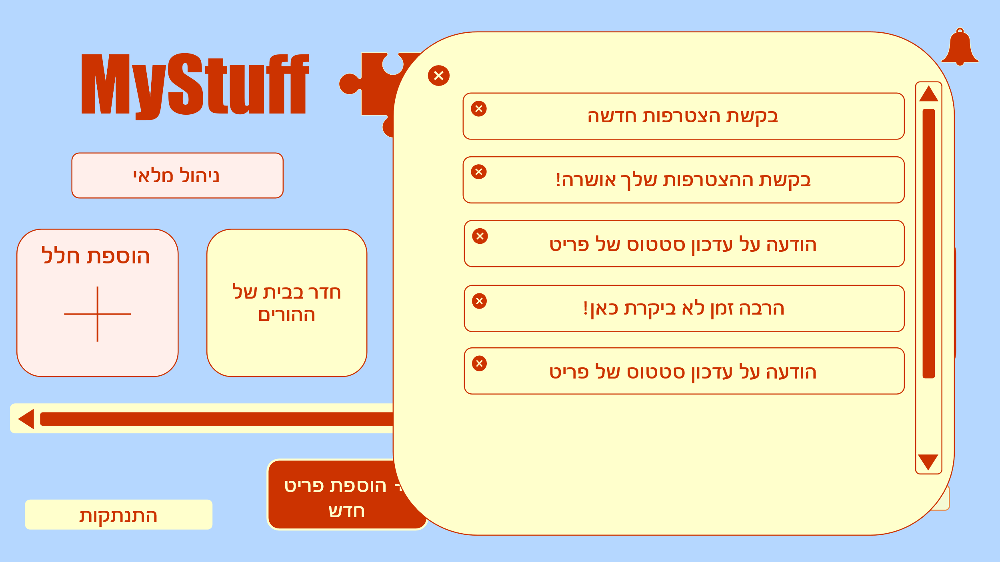 MyStuff
ניהול מלאי
הוספת חלל
חדר בבית של
ההורים
הוספת פריט
חדש
התנתקות
בקשת הצטרפות חדשה
בקשת ההצטרפות שלך אושרה!
הודעה על עדכון סטטוס של פריט
הרבה זמן לא ביקרת כאן!
הודעה על עדכון סטטוס של פריט